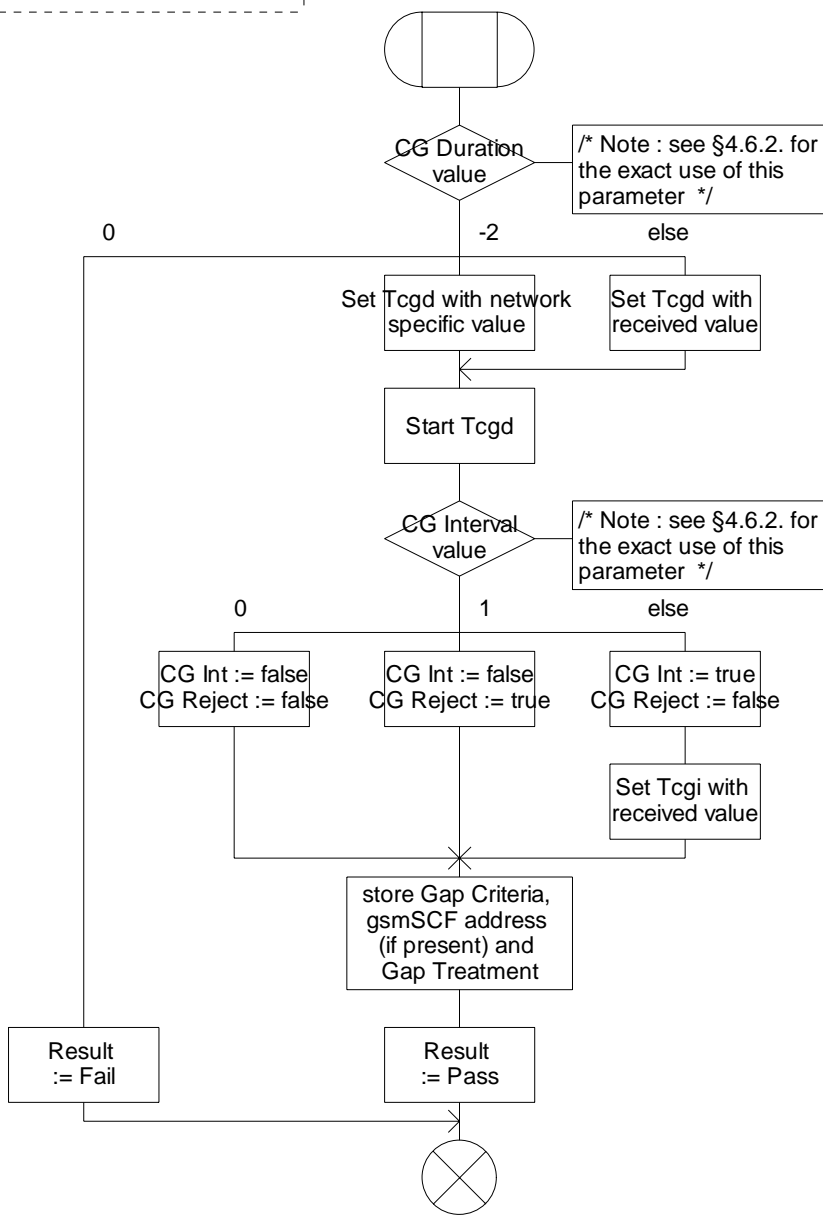 CG Duration
value
/* Note : see §4.6.2. for
the exact use of this
parameter */
0
-2
else
Set Tcgd with network
specific value
Set Tcgd with
received value
Start Tcgd
CG Interval
value
/* Note : see §4.6.2. for
the exact use of this
parameter */
0
1
else
CG Int := false
CG Reject := false
CG Int := false
CG Reject := true
CG Int := true
CG Reject := false
Set Tcgi with
received value
store Gap Criteria,
gsmSCF address
(if present) and
Gap Treatment
Result
:= Fail
Result
:= Pass